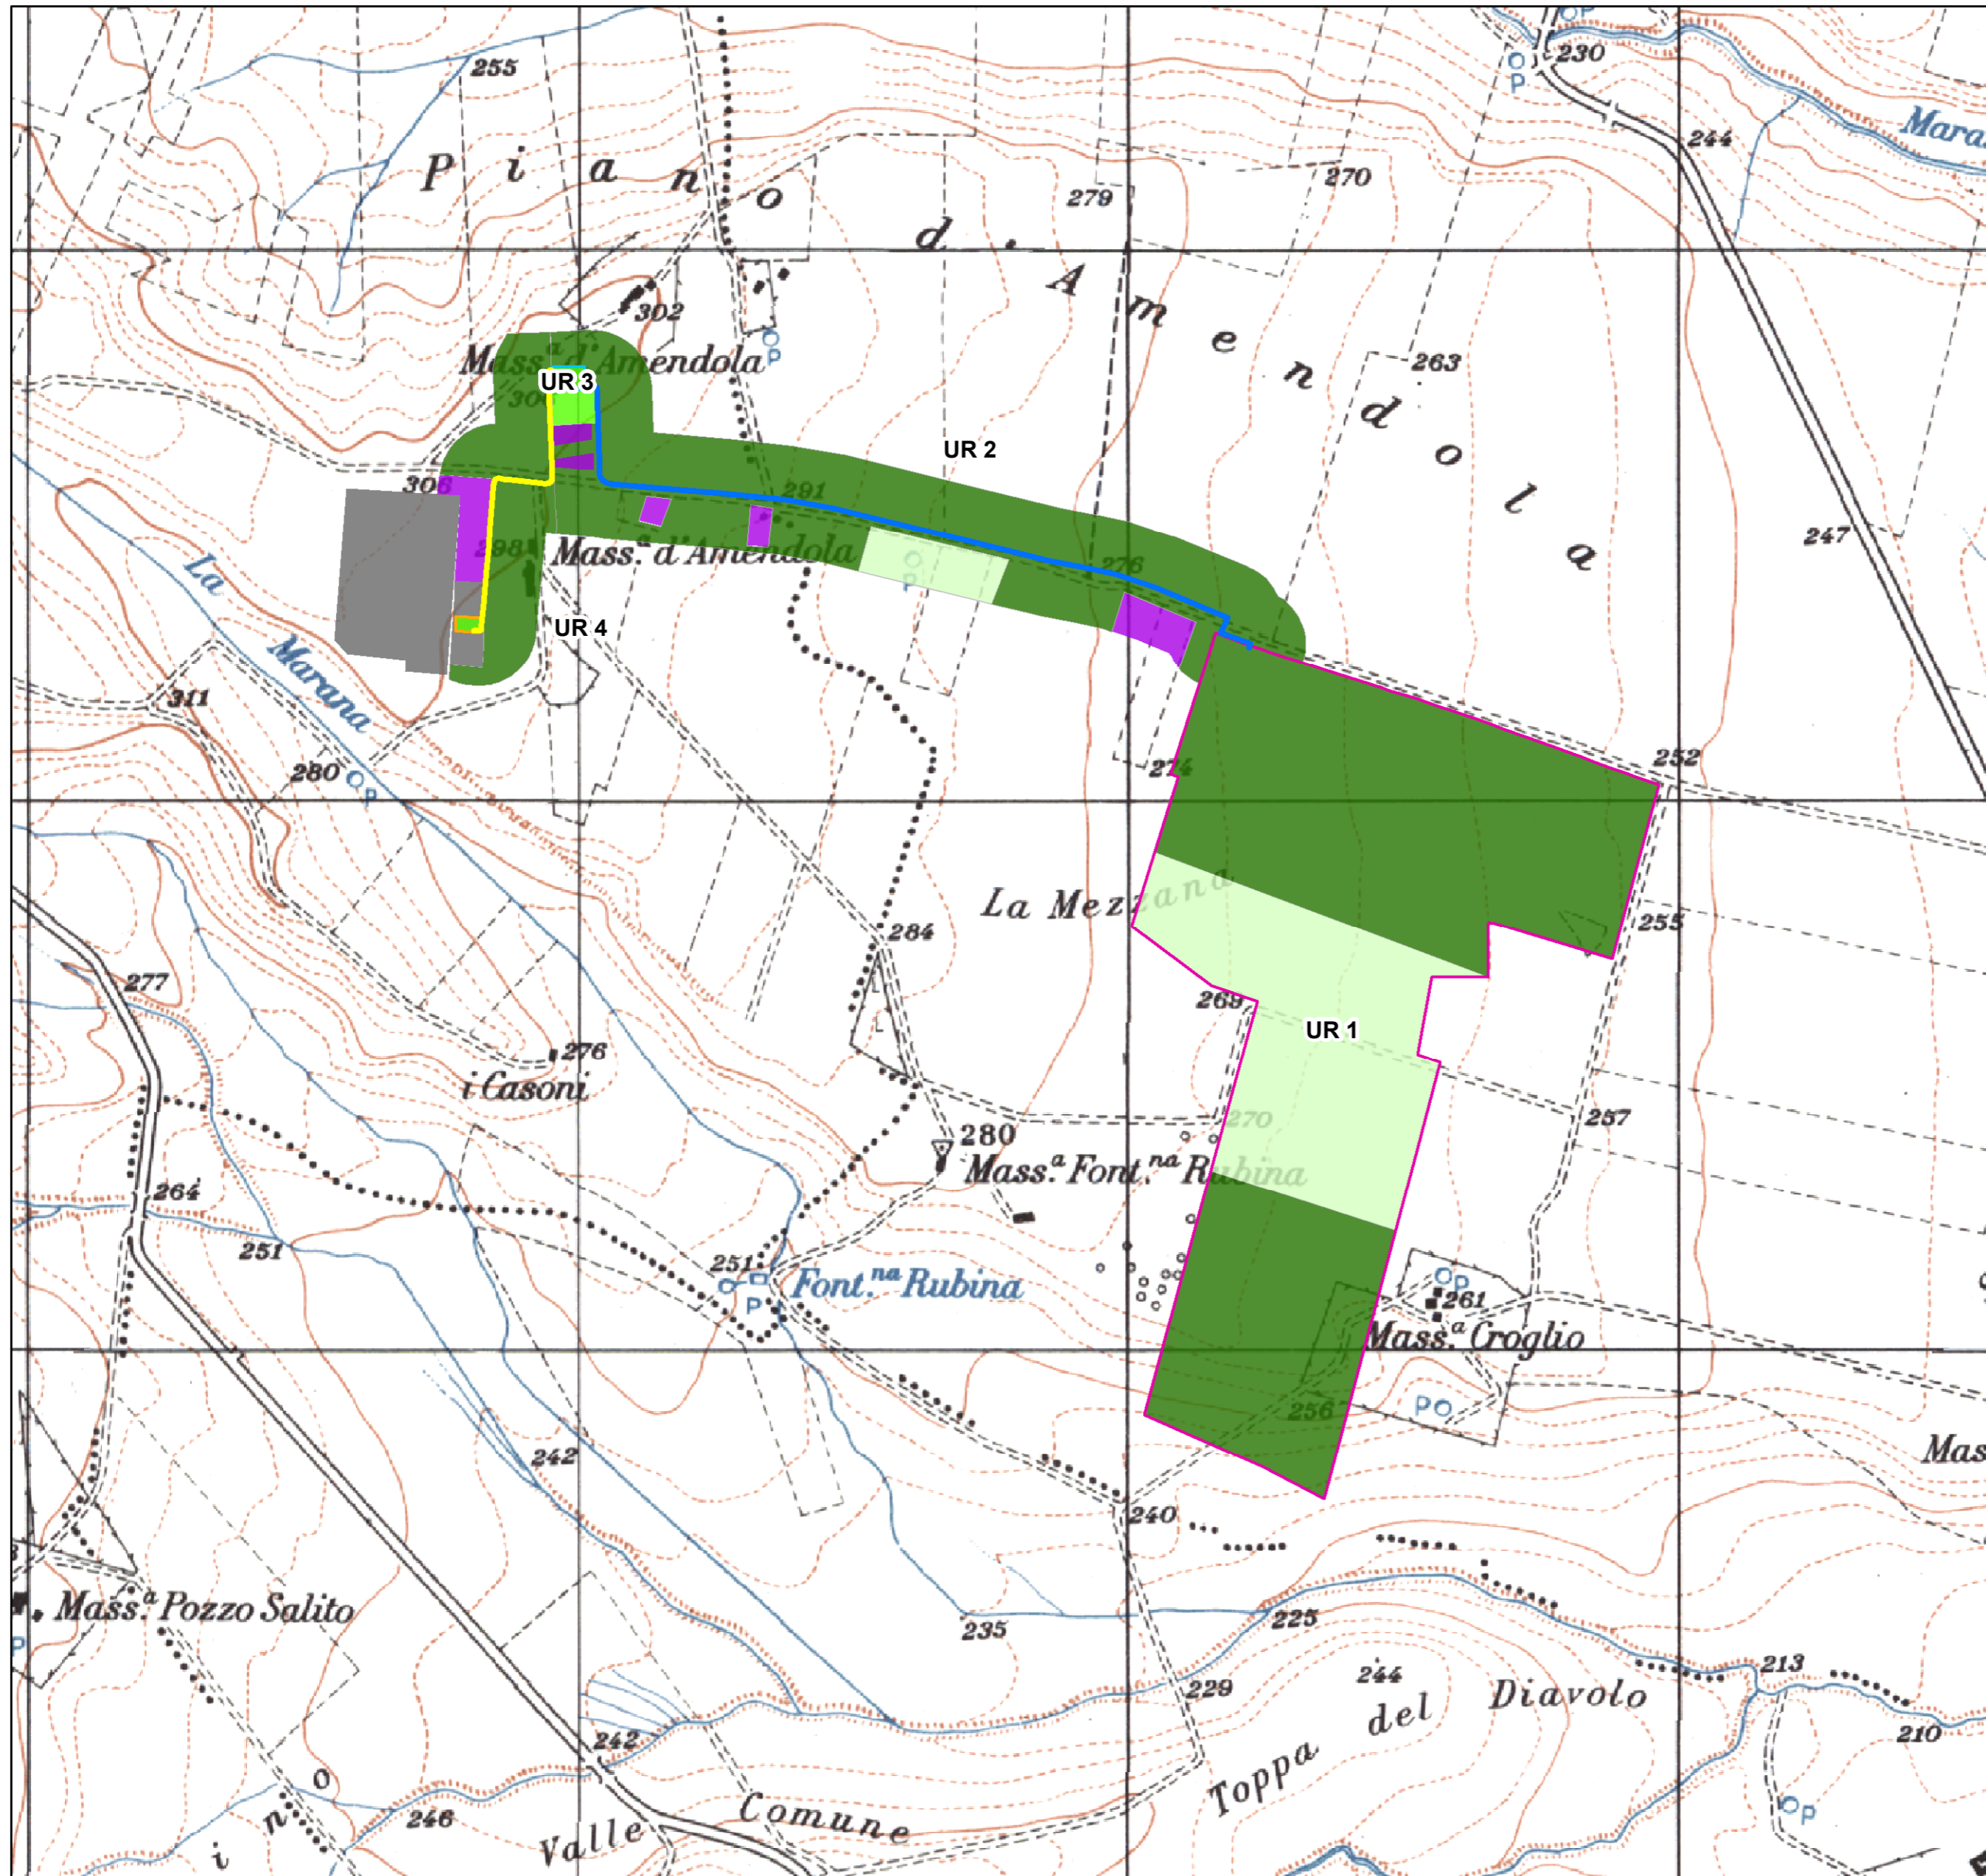 255
230
Mara
244
P i a n o d' A m e n d o l a
279
270
302
P
P
Mass.ª d'Amendola
UR 3
263
UR 2
306
291
247
298
Mass.ª d'Amendola
P
276
La Marana
UR 4
311
280
P
274
252
La Mezzana
255
284
277
269
UR 1
276
i Casoni
257
270
280
Mass.ª Font.na Rubina
264
251
251
P
Font.na Rubina
P
261
Mass.ª Croglio
256
P
242
Mas
240
Mass.ª Pozzo Salito
P
235
225
244
213
229
Toppa del Diavolo
210
242
246
Valle Comune
P
i n o